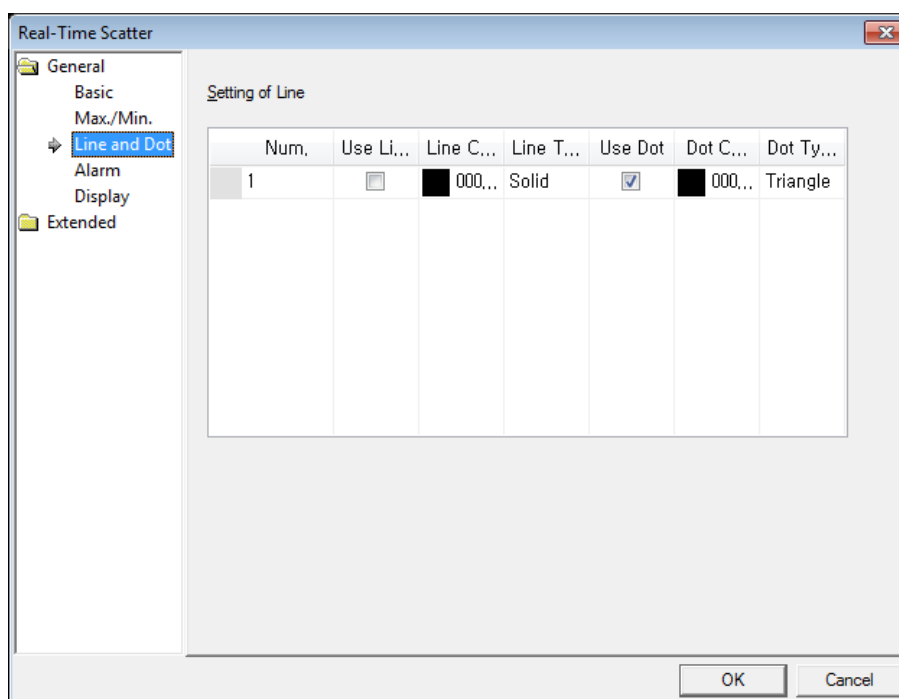 Real-Time Scatter
General
Basic
Max./Min.
Line and Dot
Alarm
Display
Extended
Setting of Line
Num. Use Li... Line C... Line T... Use Dot Dot C... Dot Ty...
1 000... Solid 000... Triangle
OK Cancel